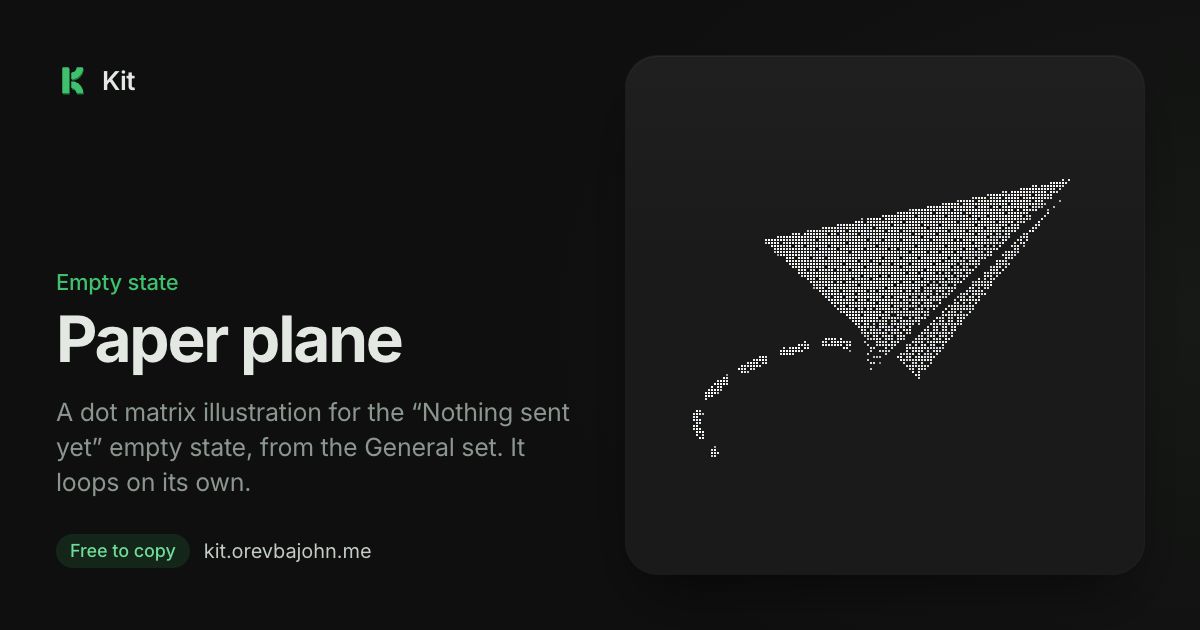 Kit
Empty state
Paper plane
A dot matrix illustration for the “Nothing sent
yet” empty state, from the General set. It
loops on its own.
Free to copy
kit.orevbajohn.me